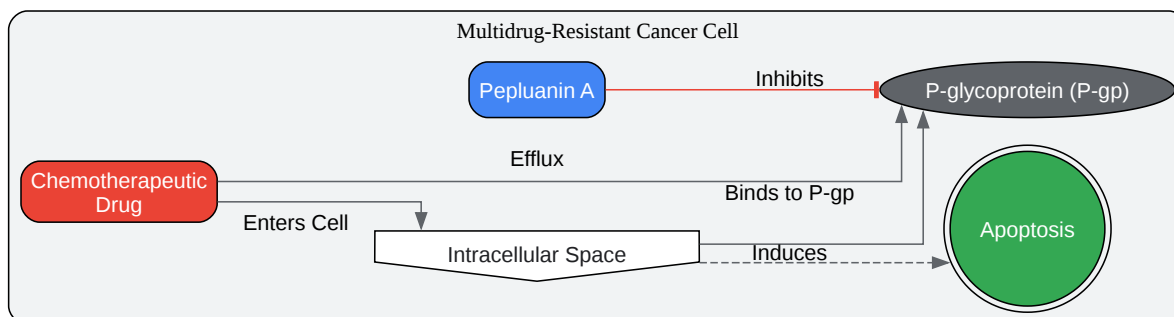 Multidrug-Resistant Cancer Cell
Pepluanin A
Inhibits
P-glycoprotein (P-gp)
Efflux
Chemotherapeutic
Drug
Binds to P-gp
Enters Cell
Apoptosis
Intracellular Space
Induces